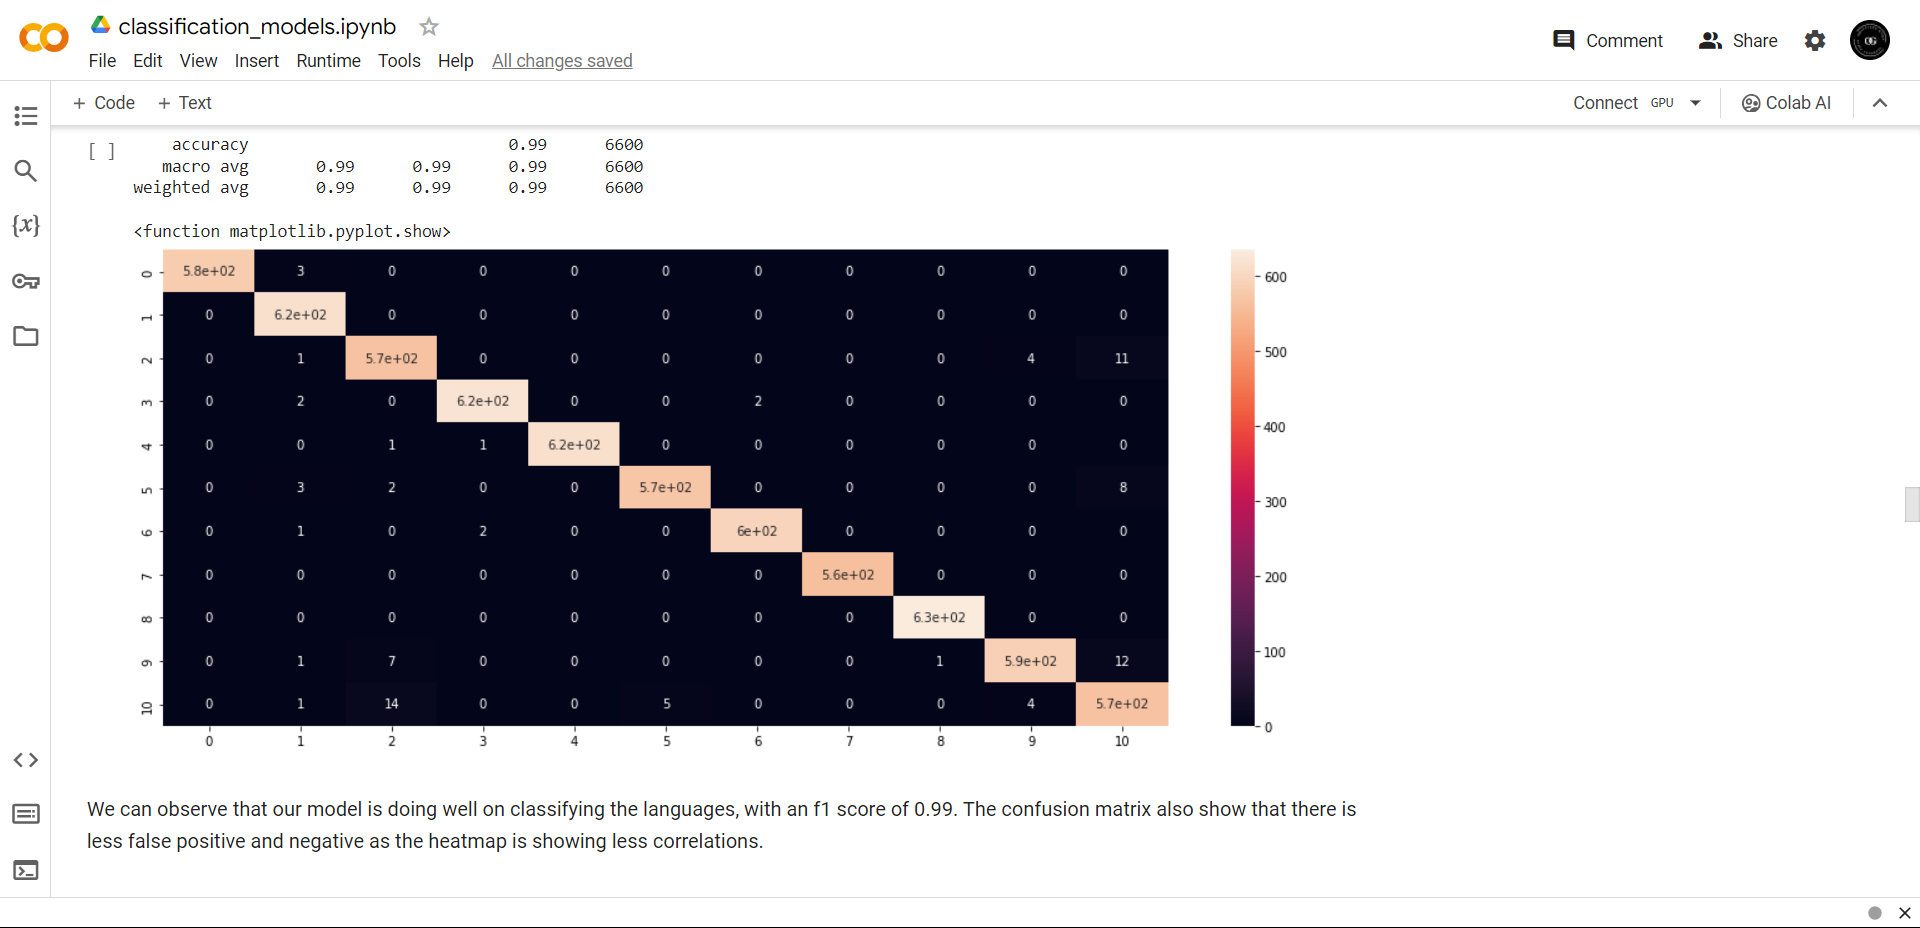 classification_models.ipynb
File Edit View Insert Runtime Tools Help All changes saved
Comment Share
+ Code + Text
Connect GPU Colab AI
[ ]
accuracy 0.99 6600
macro avg 0.99 0.99 0.99 6600
weighted avg 0.99 0.99 0.99 6600
<function matplotlib.pyplot.show>
0 5.8e+02 3 0 0 0 0 0 0 0 0 0
1 0 6.2e+02 0 0 0 0 0 0 0 0 0
2 0 1 5.7e+02 0 0 0 0 0 0 4 11
3 0 2 0 6.2e+02 0 0 2 0 0 0 0
4 0 0 1 1 6.2e+02 0 0 0 0 0 0
5 0 3 2 0 0 5.7e+02 0 0 0 0 8
6 0 1 0 2 0 0 6e+02 0 0 0 0
7 0 0 0 0 0 0 0 5.6e+02 0 0 0
8 0 0 0 0 0 0 0 0 6.3e+02 0 0
9 0 1 7 0 0 0 0 0 1 5.9e+02 12
10 0 1 14 0 0 5 0 0 0 4 5.7e+02
0 1 2 3 4 5 6 7 8 9 10
600
500
400
300
200
100
0
{x}
We can observe that our model is doing well on classifying the languages, with an f1 score of 0.99. The confusion matrix also show that there is
less false positive and negative as the heatmap is showing less correlations.